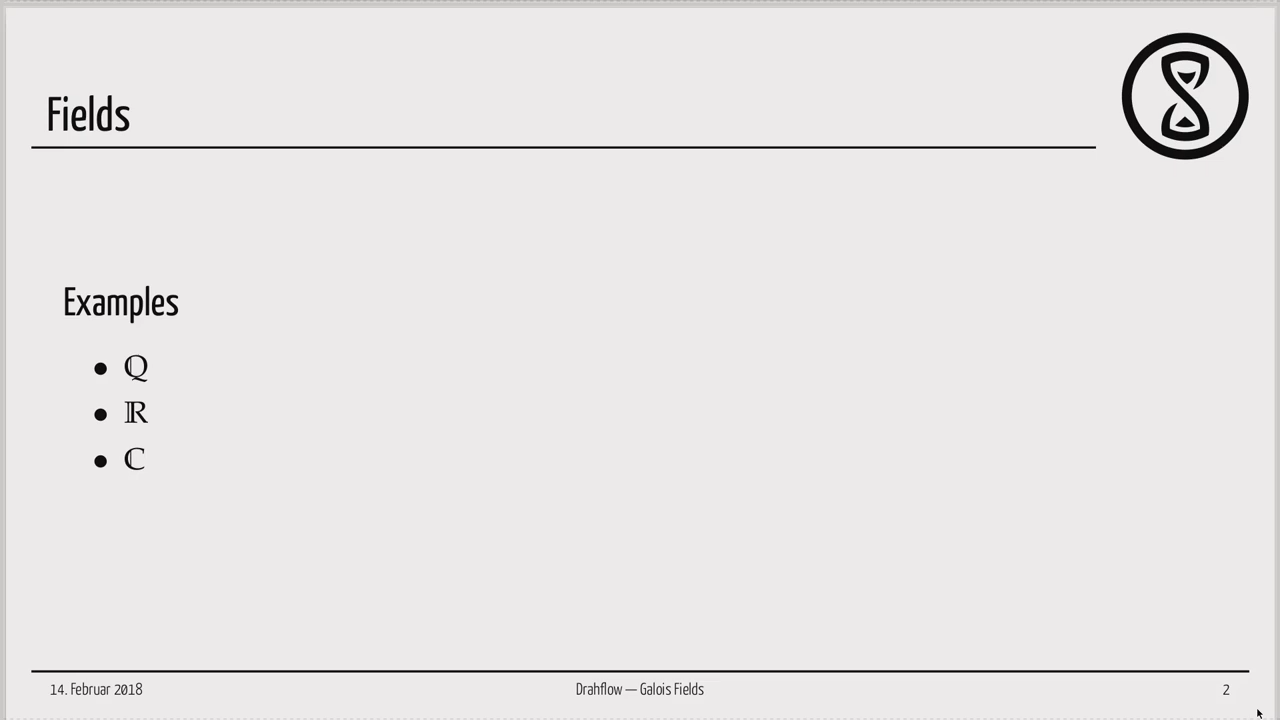 Fields
Examples
• ℚ
• ℝ
• ℂ
14. Februar 2018
Drahflow — Galois Fields
2